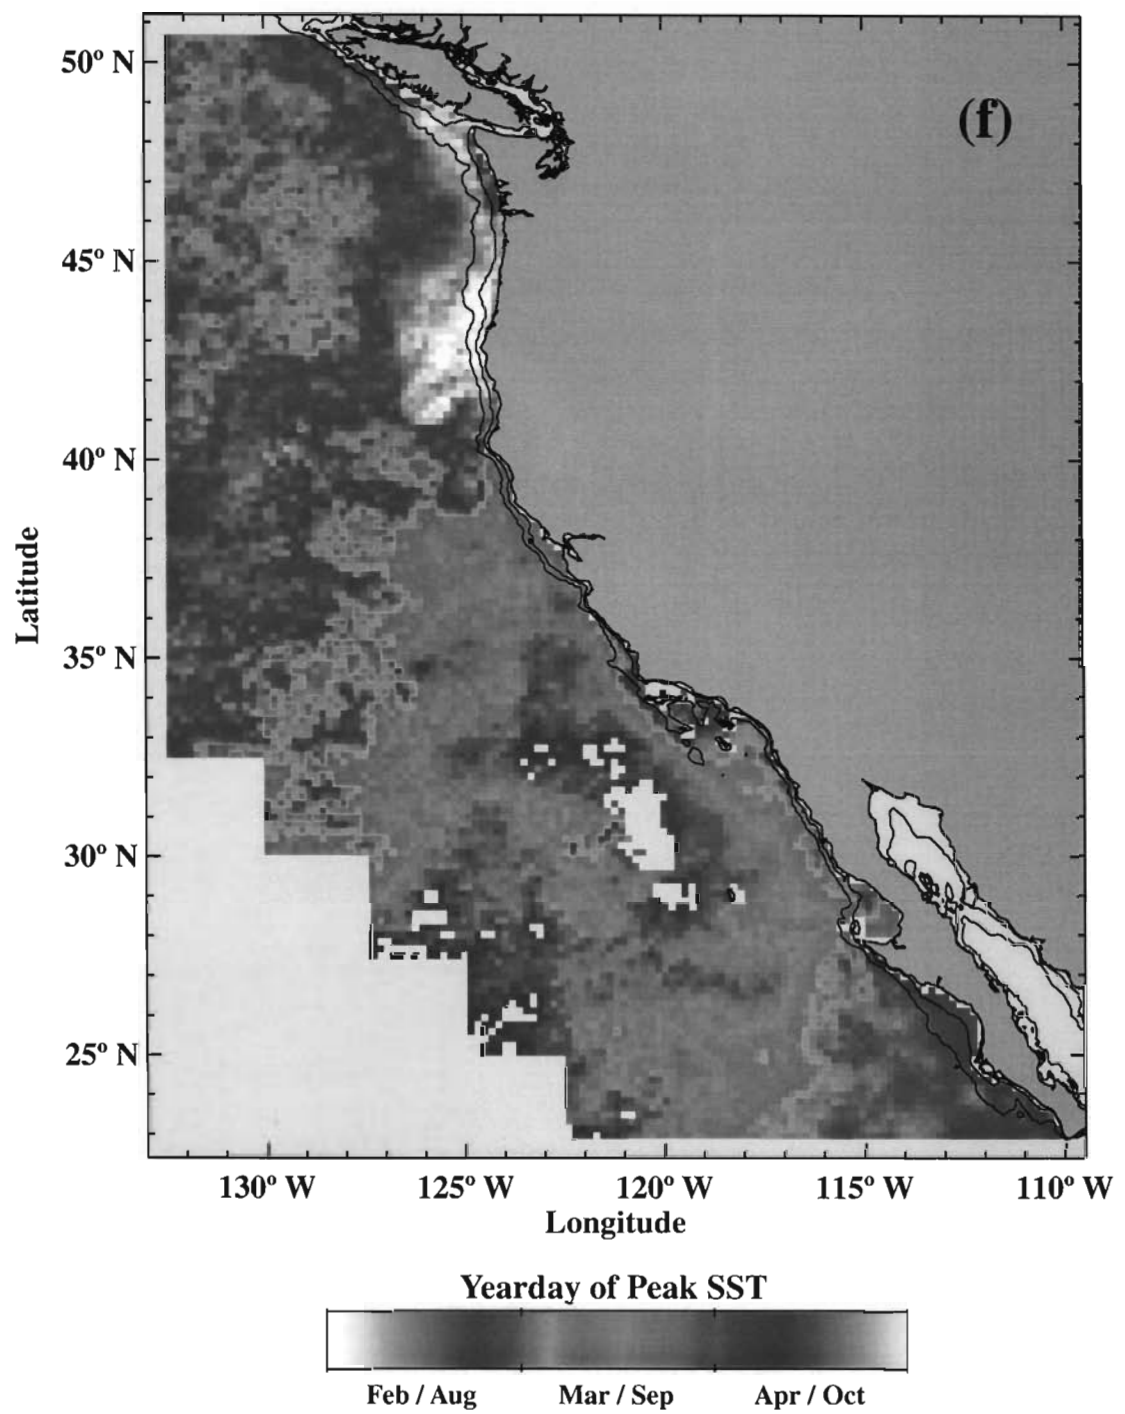 50° N
(f)
45° N
40° N
Latitude
35° N
30° N
25° N
130° W 125° W 120° W 115° W 110° W
Longitude
Yearday of Peak SST
Feb / Aug Mar / Sep Apr / Oct